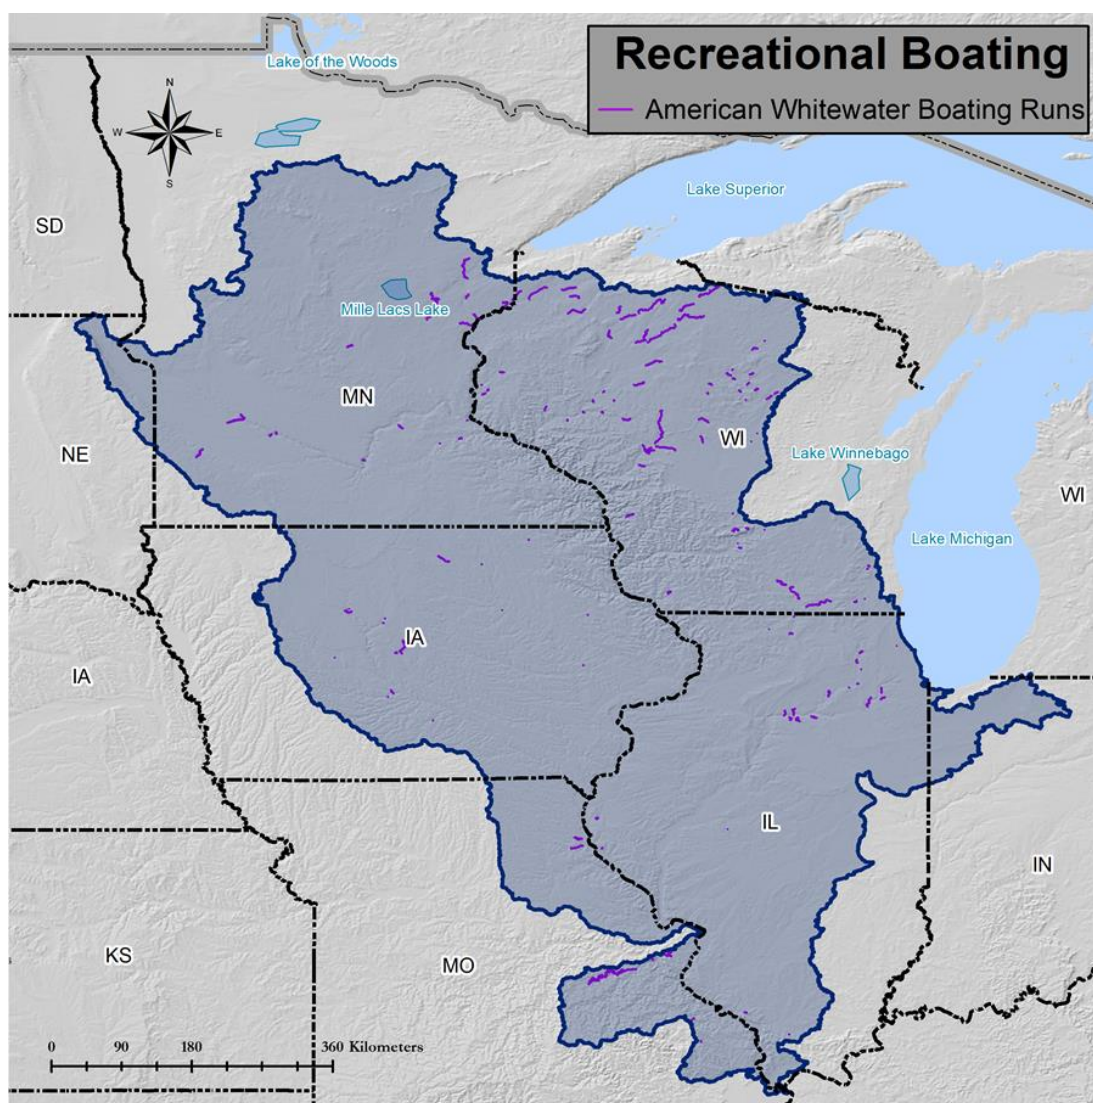 Recreational Boating
American Whitewater Boating Runs
Lake of the Woods
N
W
E
S
Lake Superior
SD
Mille Lacs Lake
MN
WI
NE
Lake Winnebago
WI
Lake Michigan
IA
IA
IL
IN
KS
MO
0 90 180 360 Kilometers